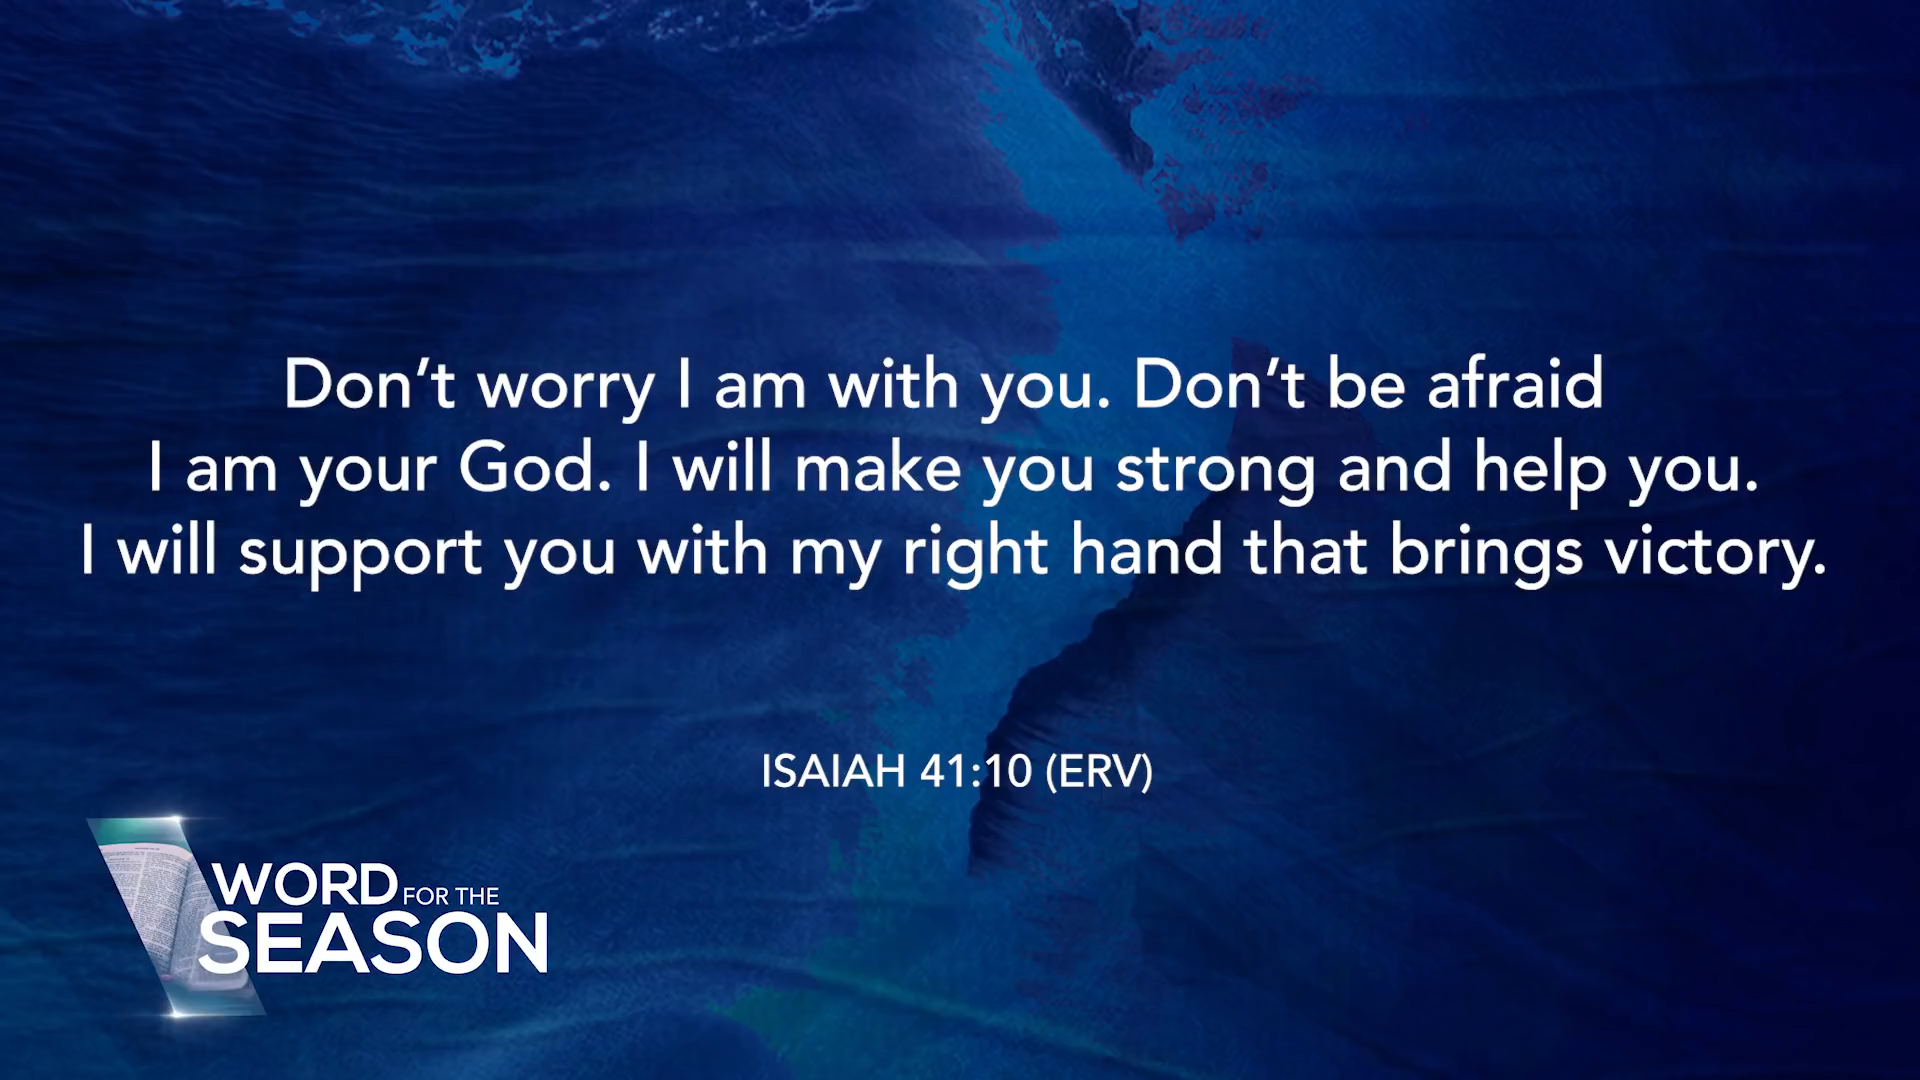 Don’t worry I am with you. Don’t be afraid
I am your God. I will make you strong and help you.
I will support you with my right hand that brings victory.
ISAIAH 41:10 (ERV)
WORD FOR THE
SEASON